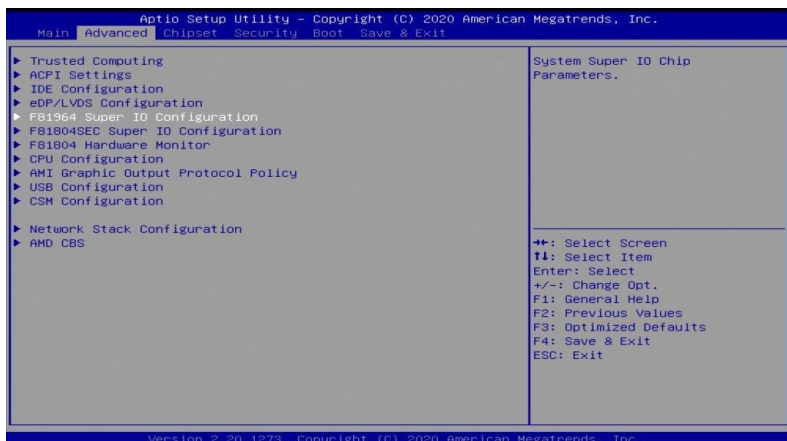 Aptio Setup Utility – Copyright (C) 2020 American Megatrends, Inc.
Main Advanced Chipset Security Boot Save & Exit
▶ Trusted Computing
▶ ACPI Settings
▶ IDE Configuration
▶ eDP/LVDS Configuration
▶ F81964 Super IO Configuration
▶ F81804SEC Super IO Configuration
▶ F81804 Hardware Monitor
▶ CPU Configuration
▶ AMI Graphic Output Protocol Policy
▶ USB Configuration
▶ CSM Configuration
▶ Network Stack Configuration
▶ AMD CBS
System Super IO Chip
Parameters.
→←: Select Screen
↑↓: Select Item
Enter: Select
+/-: Change Opt.
F1: General Help
F2: Previous Values
F3: Optimized Defaults
F4: Save & Exit
ESC: Exit
Version 2.20.1273. Copyright (C) 2020 American Megatrends, Inc.